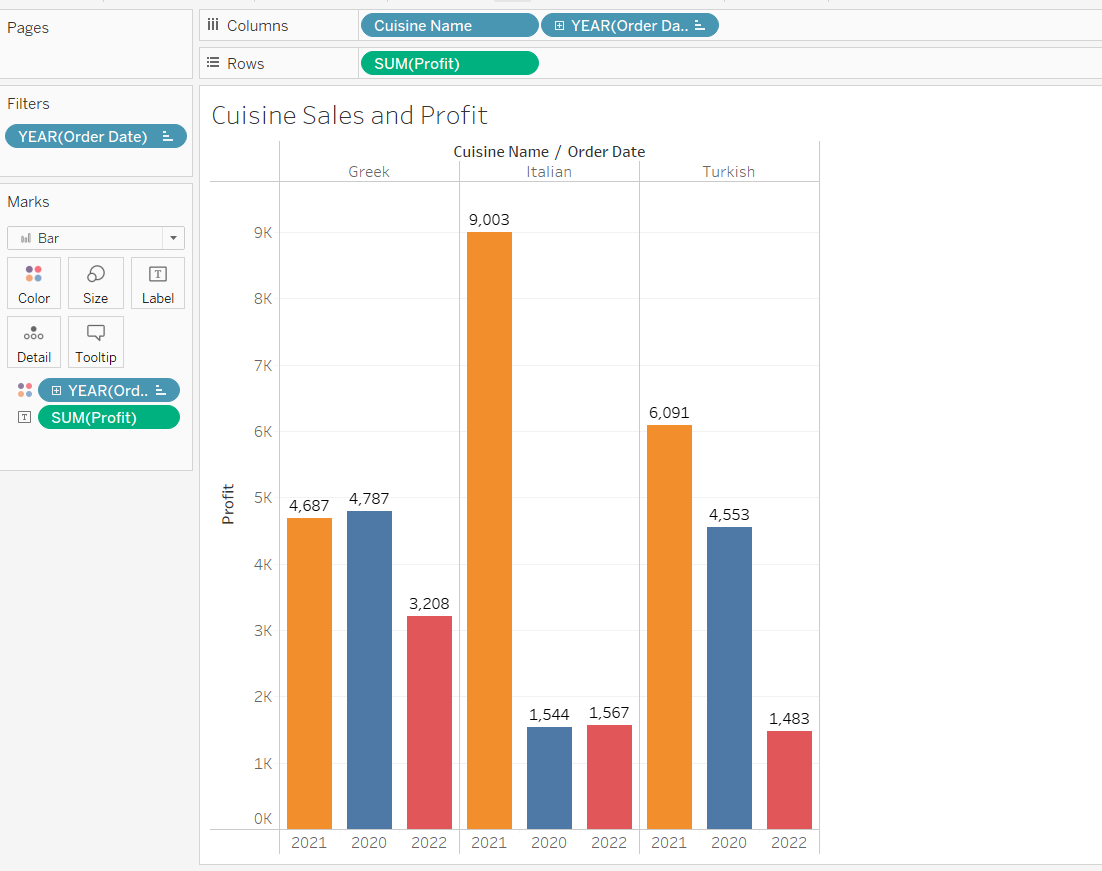 Pages
Columns
Cuisine Name
YEAR(Order Da..
Rows
SUM(Profit)
Filters
YEAR(Order Date)
Marks
Bar
Color
Size
T
Label
Detail
Tooltip
YEAR(Ord..
T
SUM(Profit)
Cuisine Sales and Profit
Cuisine Name / Order Date
Greek Italian Turkish
Profit
9K
8K
7K
6K
5K
4K
3K
2K
1K
0K
4,687
4,787
3,208
9,003
1,544
1,567
6,091
4,553
1,483
2021 2020 2022 2021 2020 2022 2021 2020 2022